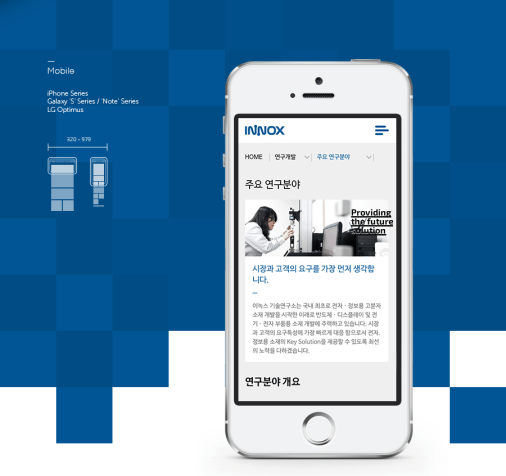 Mobile
iPhone Series
Galaxy 'S' Series / 'Note' Series
LG Optimus
320 - 979
INNOX
HOME 연구개발 주요 연구분야
주요 연구분야
Providing
the future
solution
시장과 고객의 요구를 가장 먼저 생각합
니다.
이녹스 기술연구소는 국내 최초로 전자 · 정보용 고분자
소재 개발을 시작한 이래로 반도체 · 디스플레이 및 전
기 · 전자 부품용 소재 개발에 주력하고 있습니다. 시장
과 고객의 요구특성에 가장 빠르게 대응 함으로서 전자,
정보용 소재의 Key Solution을 제공할 수 있도록 최선
의 노력을 다하겠습니다.
연구분야 개요